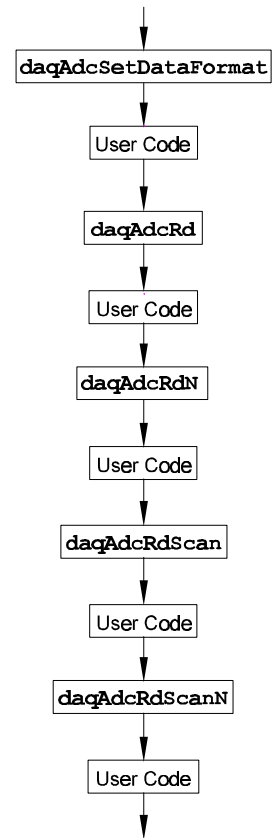 daqAdcSetDataFormat
User Code
daqAdcRd
User Code
daqAdcRdN
User Code
daqAdcRdScan
User Code
daqAdcRdScanN
User Code